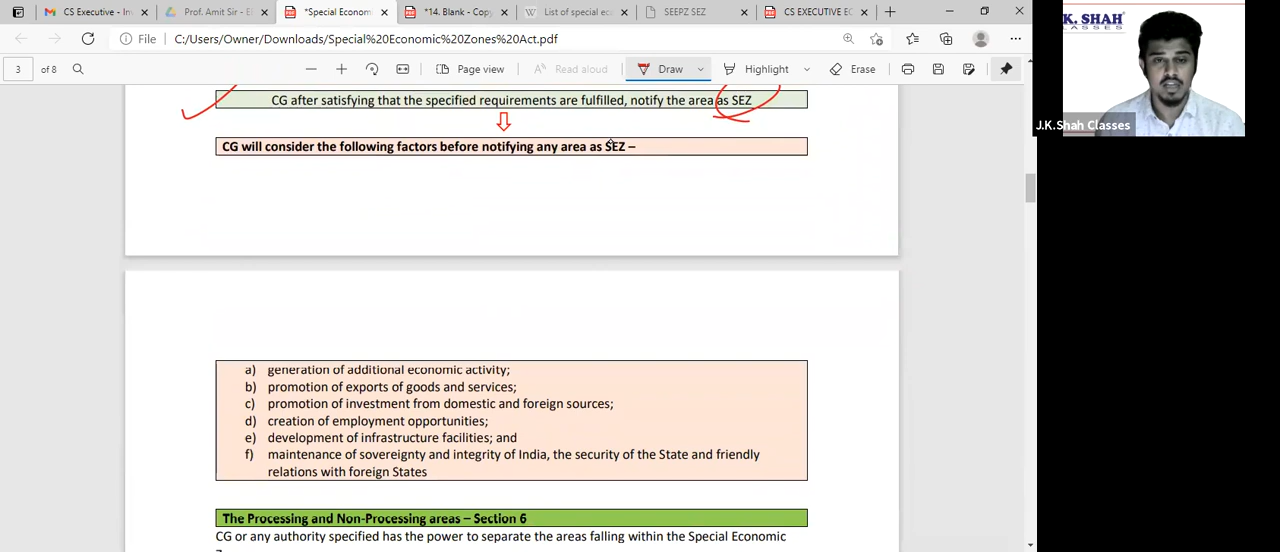 CS Executive - Inv
Prof. Amit Sir - E
*Special Econom
*14. Blank - Cop
List of special ec
SEEPZ SEZ
CS EXECUTIVE EC
File
C:/Users/Owner/Downloads/Special%20Economic%20Zones%20Act.pdf
3 of 8
Page view
Read aloud
Draw
Highlight
Erase
K. SHAH
CLASSES
J.K.Shah Classes
CG after satisfying that the specified requirements are fulfilled, notify the area as SEZ
CG will consider the following factors before notifying any area as SEZ –
a) generation of additional economic activity;
b) promotion of exports of goods and services;
c) promotion of investment from domestic and foreign sources;
d) creation of employment opportunities;
e) development of infrastructure facilities; and
f) maintenance of sovereignty and integrity of India, the security of the State and friendly
relations with foreign States
The Processing and Non-Processing areas – Section 6
CG or any authority specified has the power to separate the areas falling within the Special Economic